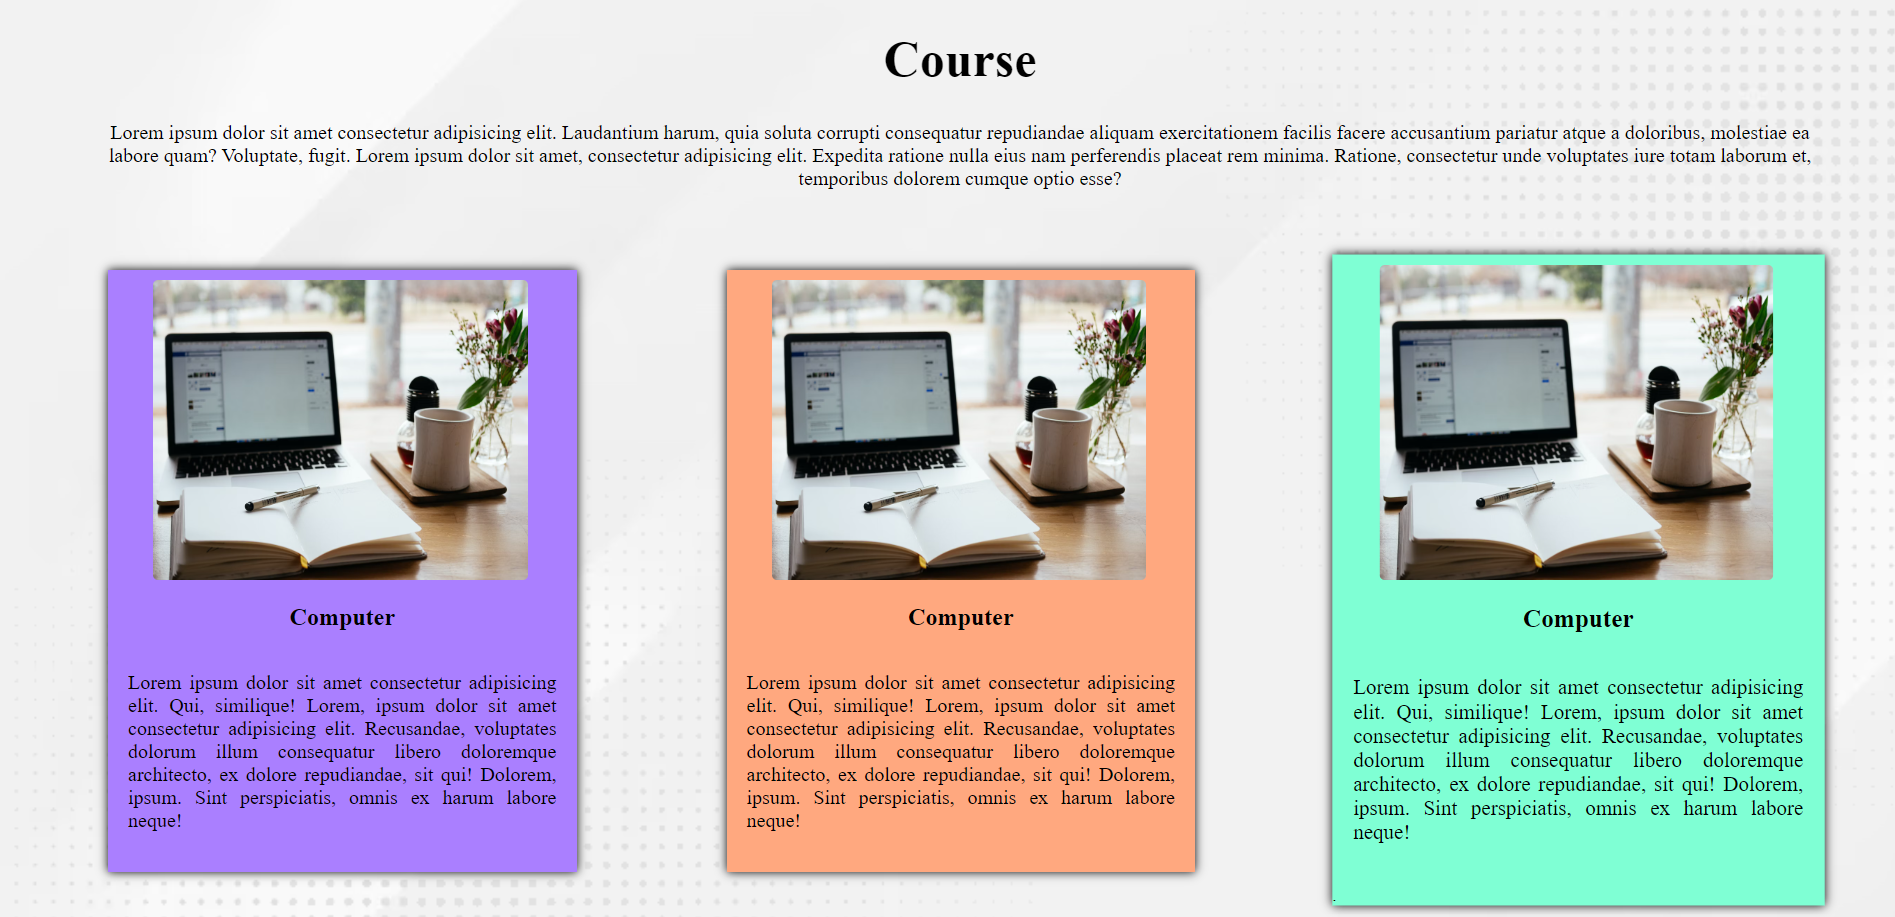 Course
Lorem ipsum dolor sit amet consectetur adipisicing elit. Laudantium harum, quia soluta corrupti consequatur repudiandae aliquam exercitationem facilis facere accusantium pariatur atque a doloribus, molestiae ea
labore quam? Voluptate, fugit. Lorem ipsum dolor sit amet, consectetur adipisicing elit. Expedita ratione nulla eius nam perferendis placeat rem minima. Ratione, consectetur unde voluptates iure totam laborum et,
temporibus dolorem cumque optio esse?
Computer
Lorem ipsum dolor sit amet consectetur adipisicing
elit. Qui, similique! Lorem, ipsum dolor sit amet
consectetur adipisicing elit. Recusandae, voluptates
dolorum illum consequatur libero doloremque
architecto, ex dolore repudiandae, sit qui! Dolorem,
ipsum. Sint perspiciatis, omnis ex harum labore
neque!
Computer
Lorem ipsum dolor sit amet consectetur adipisicing
elit. Qui, similique! Lorem, ipsum dolor sit amet
consectetur adipisicing elit. Recusandae, voluptates
dolorum illum consequatur libero doloremque
architecto, ex dolore repudiandae, sit qui! Dolorem,
ipsum. Sint perspiciatis, omnis ex harum labore
neque!
Computer
Lorem ipsum dolor sit amet consectetur adipisicing
elit. Qui, similique! Lorem, ipsum dolor sit amet
consectetur adipisicing elit. Recusandae, voluptates
dolorum illum consequatur libero doloremque
architecto, ex dolore repudiandae, sit qui! Dolorem,
ipsum. Sint perspiciatis, omnis ex harum labore
neque!